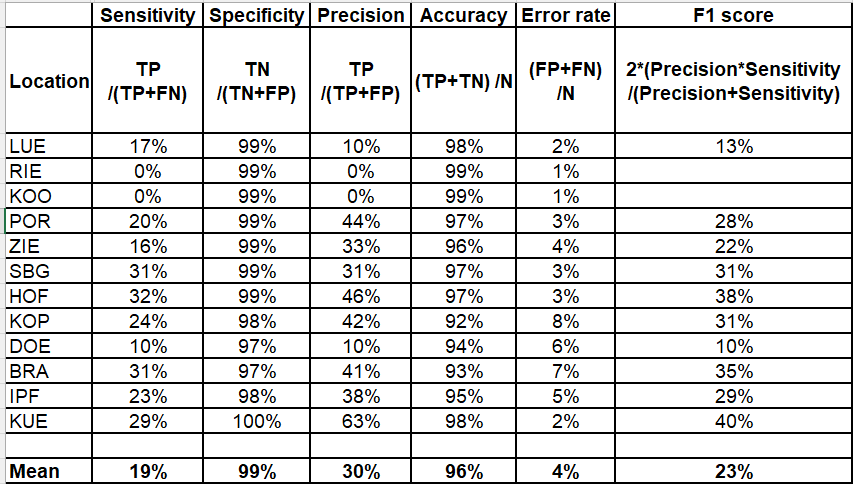 Sensitivity Specificity Precision Accuracy Error rate F1 score
Location TP /(TP+FN) TN /(TN+FP) TP /(TP+FP) (TP+TN) /N (FP+FN) /N 2*(Precision*Sensitivity /(Precision+Sensitivity)
LUE 17% 99% 10% 98% 2% 13%
RIE 0% 99% 0% 99% 1%
KOO 0% 99% 0% 99% 1%
POR 20% 99% 44% 97% 3% 28%
ZIE 16% 99% 33% 96% 4% 22%
SBG 31% 99% 31% 97% 3% 31%
HOF 32% 99% 46% 97% 3% 38%
KOP 24% 98% 42% 92% 8% 31%
DOE 10% 97% 10% 94% 6% 10%
BRA 31% 97% 41% 93% 7% 35%
IPF 23% 98% 38% 95% 5% 29%
KUE 29% 100% 63% 98% 2% 40%
Mean 19% 99% 30% 96% 4% 23%